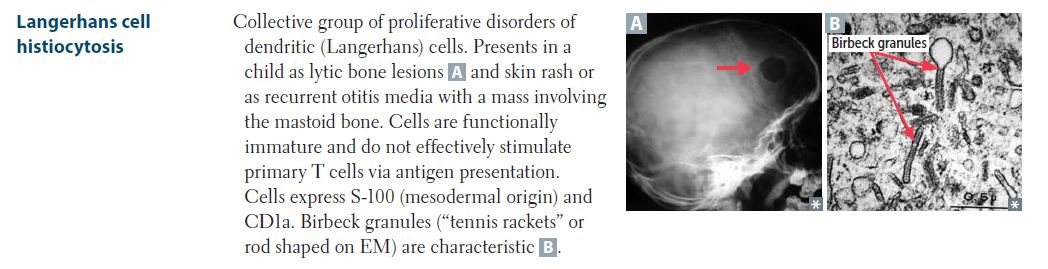 Langerhans cell
histiocytosis
Collective group of proliferative disorders of
dendritic (Langerhans) cells. Presents in a
child as lytic bone lesions A and skin rash or
as recurrent otitis media with a mass involving
the mastoid bone. Cells are functionally
immature and do not effectively stimulate
primary T cells via antigen presentation.
Cells express S-100 (mesodermal origin) and
CD1a. Birbeck granules (“tennis rackets” or
rod shaped on EM) are characteristic B.
A
*
B
Birbeck granules
*